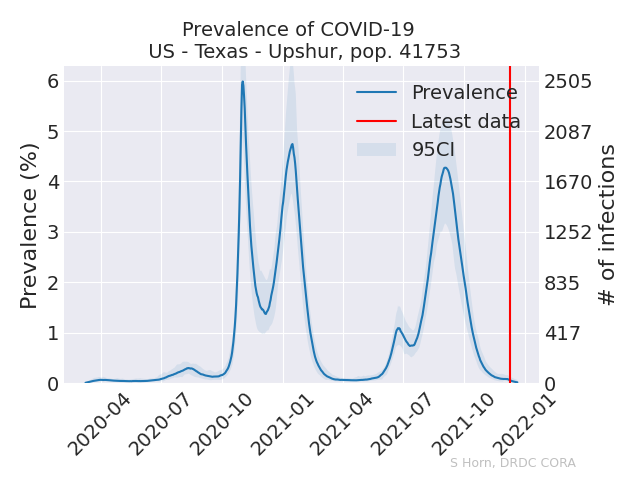 Prevalence of COVID-19
US - Texas - Upshur, pop. 41753
Prevalence (%)
6
5
4
3
2
1
0
Prevalence
Latest data
95CI
2505
2087
1670
1252
835
417
0
# of infections
2020-04
2020-07
2020-10
2021-01
2021-04
2021-07
2021-10
2022-01
S Horn, DRDC CORA